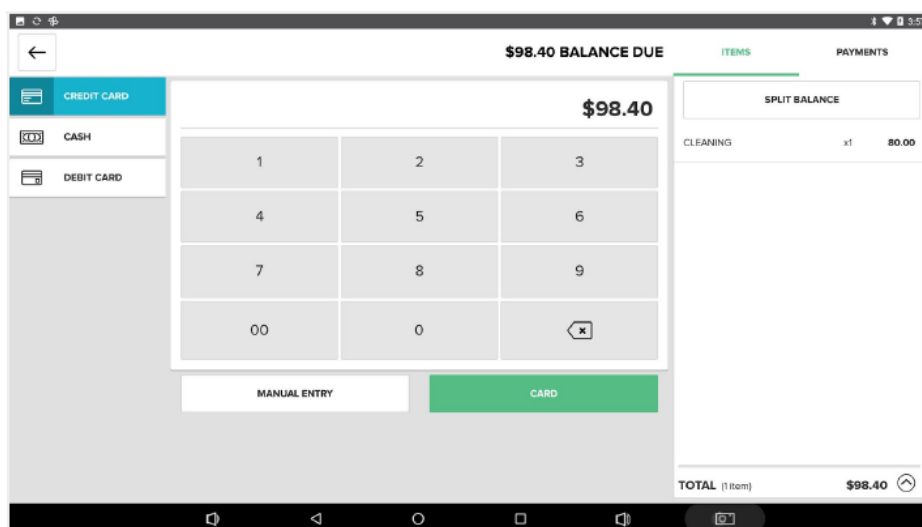 3:5
$98.40 BALANCE DUE
ITEMS
PAYMENTS
CREDIT CARD
CASH
DEBIT CARD
$98.40
1 2 3
4 5 6
7 8 9
00 0
MANUAL ENTRY
CARD
SPLIT BALANCE
CLEANING x1 80.00
TOTAL (1 item) $98.40